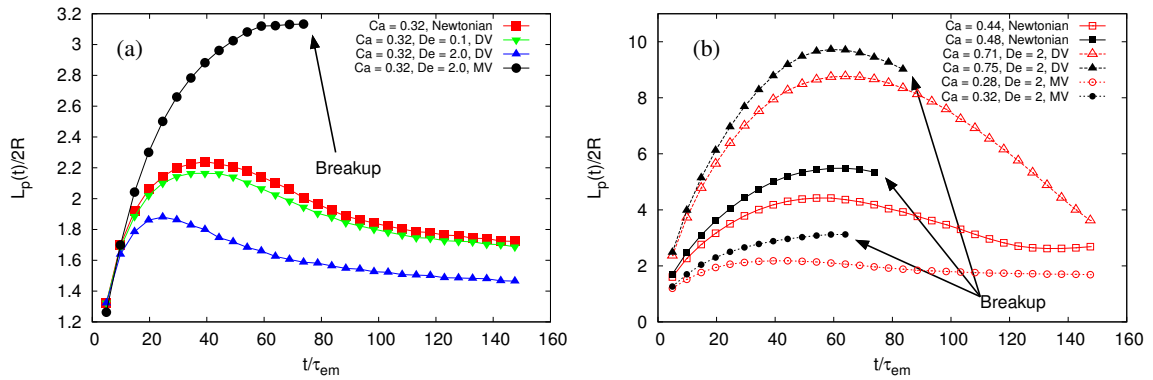 (a)
Ca = 0.32, Newtonian
Ca = 0.32, De = 0.1, DV
Ca = 0.32, De = 2.0, DV
Ca = 0.32, De = 2.0, MV
Breakup
3.2
3
2.8
2.6
2.4
2.2
2
1.8
1.6
1.4
1.2
L_p(t)/2R
0 20 40 60 80 100 120 140 160
t/τ_em
(b)
Ca = 0.44, Newtonian
Ca = 0.48, Newtonian
Ca = 0.71, De = 2, DV
Ca = 0.75, De = 2, DV
Ca = 0.28, De = 2, MV
Ca = 0.32, De = 2, MV
Breakup
10
8
6
4
2
0
L_p(t)/2R
0 20 40 60 80 100 120 140 160
t/τ_em